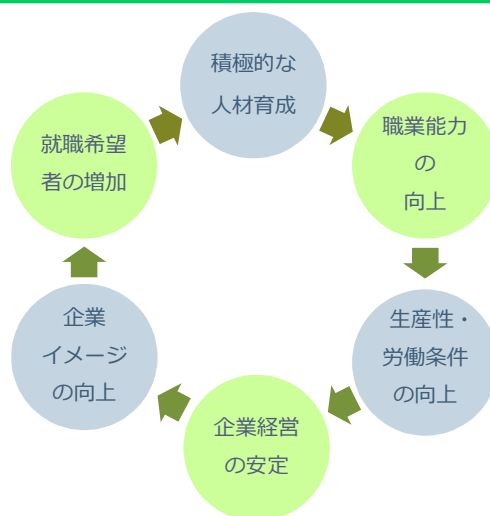 積極的な
人材育成
職業能力
の
向上
生産性・
労働条件
の向上
企業経営
の安定
企業
イメージ
の向上
就職希望
者の増加